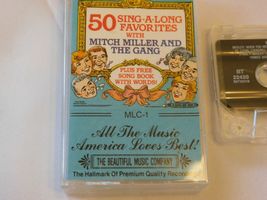 50 SING-A-LONG
FAVORITES
WITH
MITCH MILLER AND
THE GANG
PLUS FREE
SONG BOOK
WITH WORDS!
MLC-1
All The Music
America Loves Best!
THE BEAUTIFUL MUSIC COMPANY
The Hallmark Of Premium Quality Recor